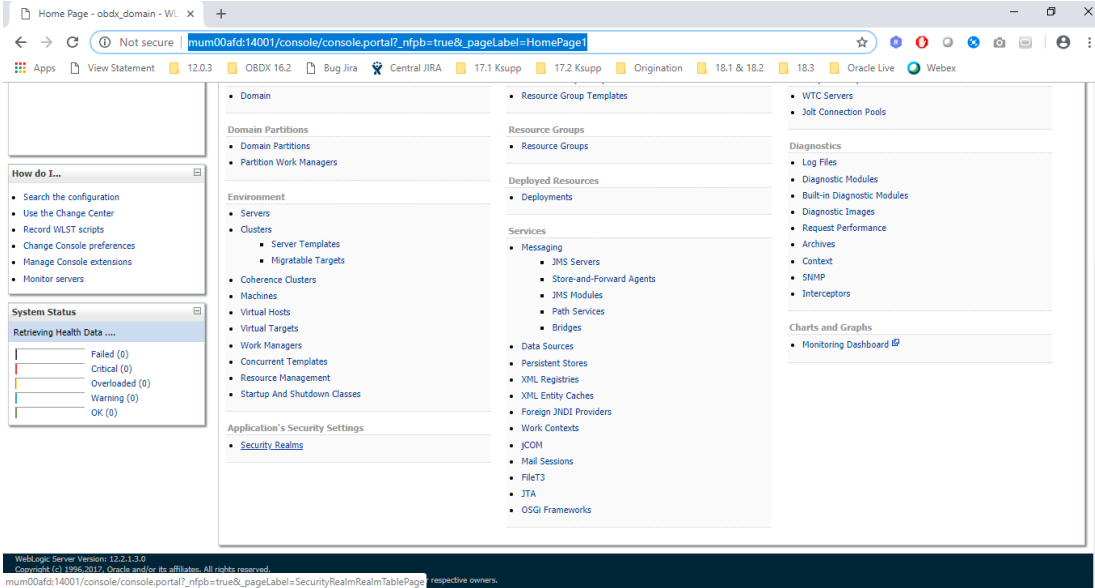 Home Page - obdx_domain - WL
Not secure | mum00afd:14001/console/console.portal?_nfpb=true&_pageLabel=HomePage1
Apps View Statement 12.0.3 OBDX 16.2 Bug Jira Central JIRA 17.1 Ksupp 17.2 Ksupp Origination 18.1 & 18.2 18.3 Oracle Live Webex
How do I...
Search the configuration
Use the Change Center
Record WLST scripts
Change Console preferences
Manage Console extensions
Monitor servers
System Status
Retrieving Health Data ....
Failed (0)
Critical (0)
Overloaded (0)
Warning (0)
OK (0)
Domain
Domain Partitions
Domain Partitions
Partition Work Managers
Environment
Servers
Clusters
Server Templates
Migratable Targets
Coherence Clusters
Machines
Virtual Hosts
Virtual Targets
Work Managers
Concurrent Templates
Resource Management
Startup And Shutdown Classes
Application's Security Settings
Security Realms
Resource Group Templates
Resource Groups
Resource Groups
Deployed Resources
Deployments
Services
Messaging
JMS Servers
Store-and-Forward Agents
JMS Modules
Path Services
Bridges
Data Sources
Persistent Stores
XML Registries
XML Entity Caches
Foreign JNDI Providers
Work Contexts
jCOM
Mail Sessions
FileT3
JTA
OSGi Frameworks
WTC Servers
Jolt Connection Pools
Diagnostics
Log Files
Diagnostic Modules
Built-in Diagnostic Modules
Diagnostic Images
Request Performance
Archives
Context
SNMP
Interceptors
Charts and Graphs
Monitoring Dashboard
WebLogic Server Version: 12.2.1.3.0
Copyright (c) 1996,2017, Oracle and/or its affiliates. All rights reserved.
mum00afd:14001/console/console.portal?_nfpb=true&_pageLabel=SecurityRealmRealmTablePage respective owners.